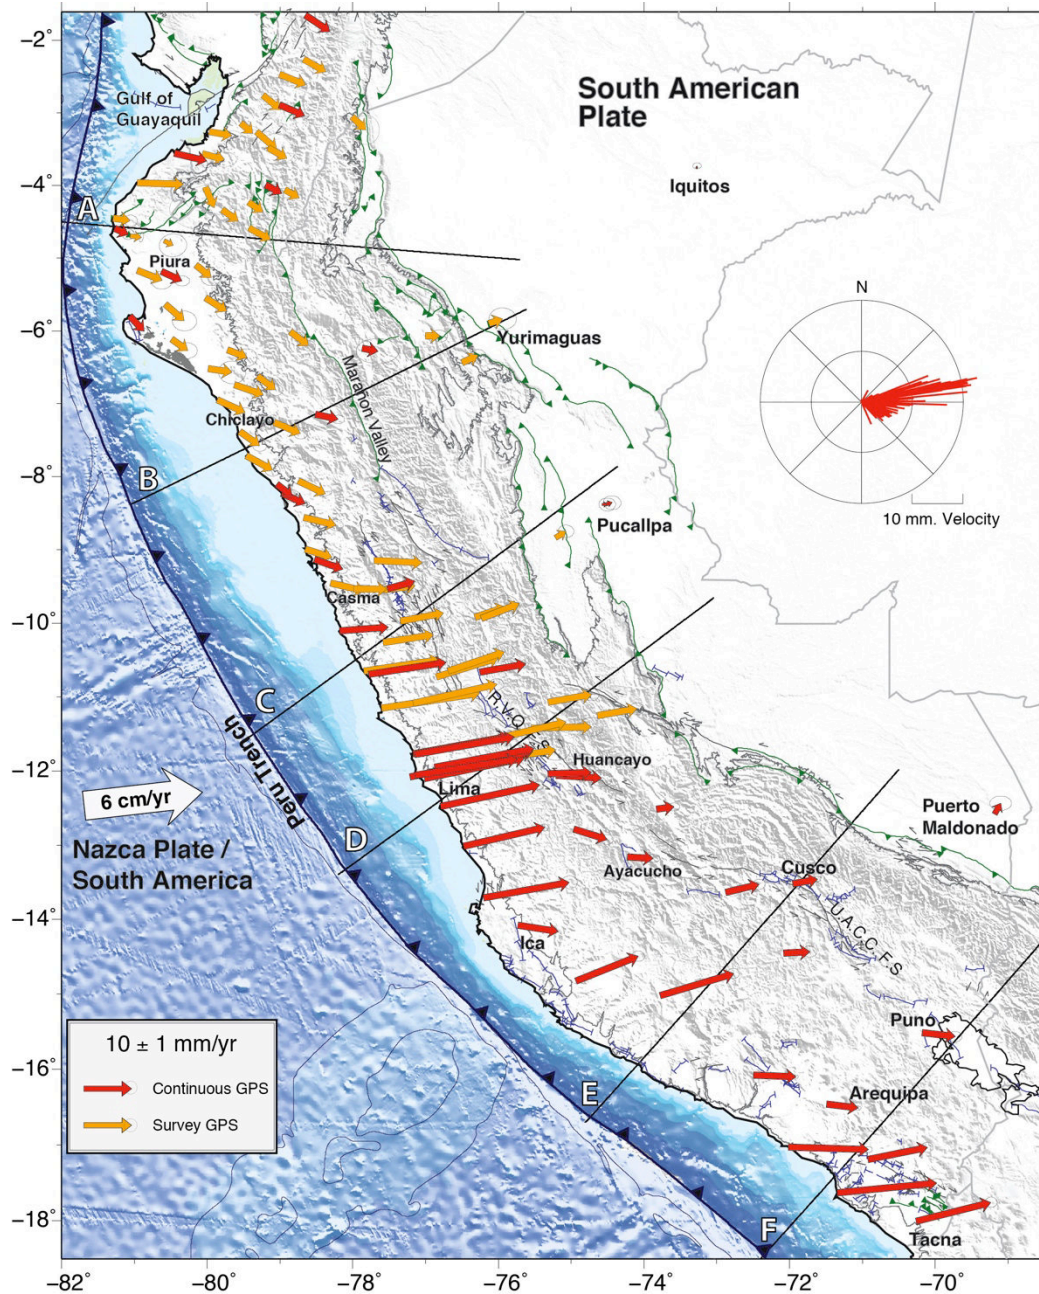 −2°
−4°
−6°
−8°
−10°
−12°
−14°
−16°
−18°
−82°
−80°
−78°
−76°
−74°
−72°
−70°
Gulf of
Guayaquil
South American
Plate
Iquitos
A
Piura
N
Yurimaguas
Maranon Valley
Chiclayo
B
Pucallpa
10 mm. Velocity
Casma
C
Peru Trench
R.V.Q.F.S
Huancayo
Lima
6 cm/yr
D
Nazca Plate /
South America
Puerto
Maldonado
Ayacucho
Cusco
Ica
U.A.C.C.F.S
Puno
10 ± 1 mm/yr
Continuous GPS
Survey GPS
E
Arequipa
F
Tacna